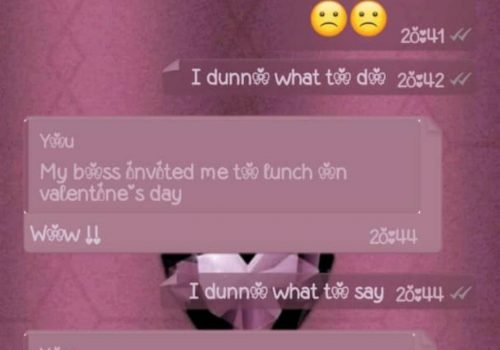 ☹️☹️ 20:41
I dunno what to do 20:42
You
My boss invited me to lunch on
valentine's day
Woow !! 20:44
I dunno what to say 20:44